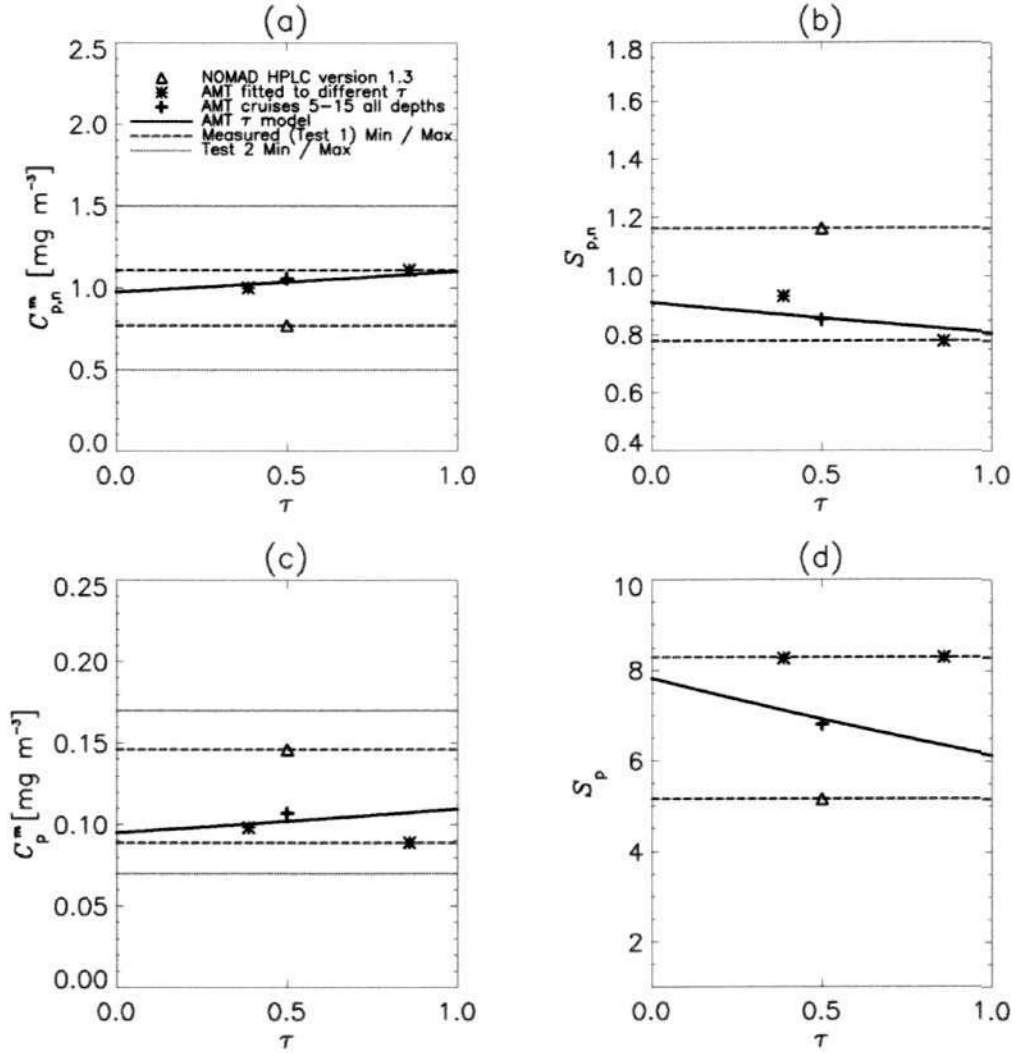 (a)
2.5
2.0
1.5
1.0
0.5
0.0
C^m_{p,n} [mg m⁻³]
△ NOMAD HPLC version 1.3
✳ AMT fitted to different τ
+ AMT cruises 5−15 all depths
AMT τ model
Measured (Test 1) Min / Max
Test 2 Min / Max
0.0 0.5 1.0
τ
(b)
1.8
1.6
1.4
1.2
1.0
0.8
0.6
0.4
S_{p,n}
0.0 0.5 1.0
τ
(c)
0.25
0.20
0.15
0.10
0.05
0.00
C^m_p [mg m⁻³]
0.0 0.5 1.0
τ
(d)
10
8
6
4
2
S_p
0.0 0.5 1.0
τ